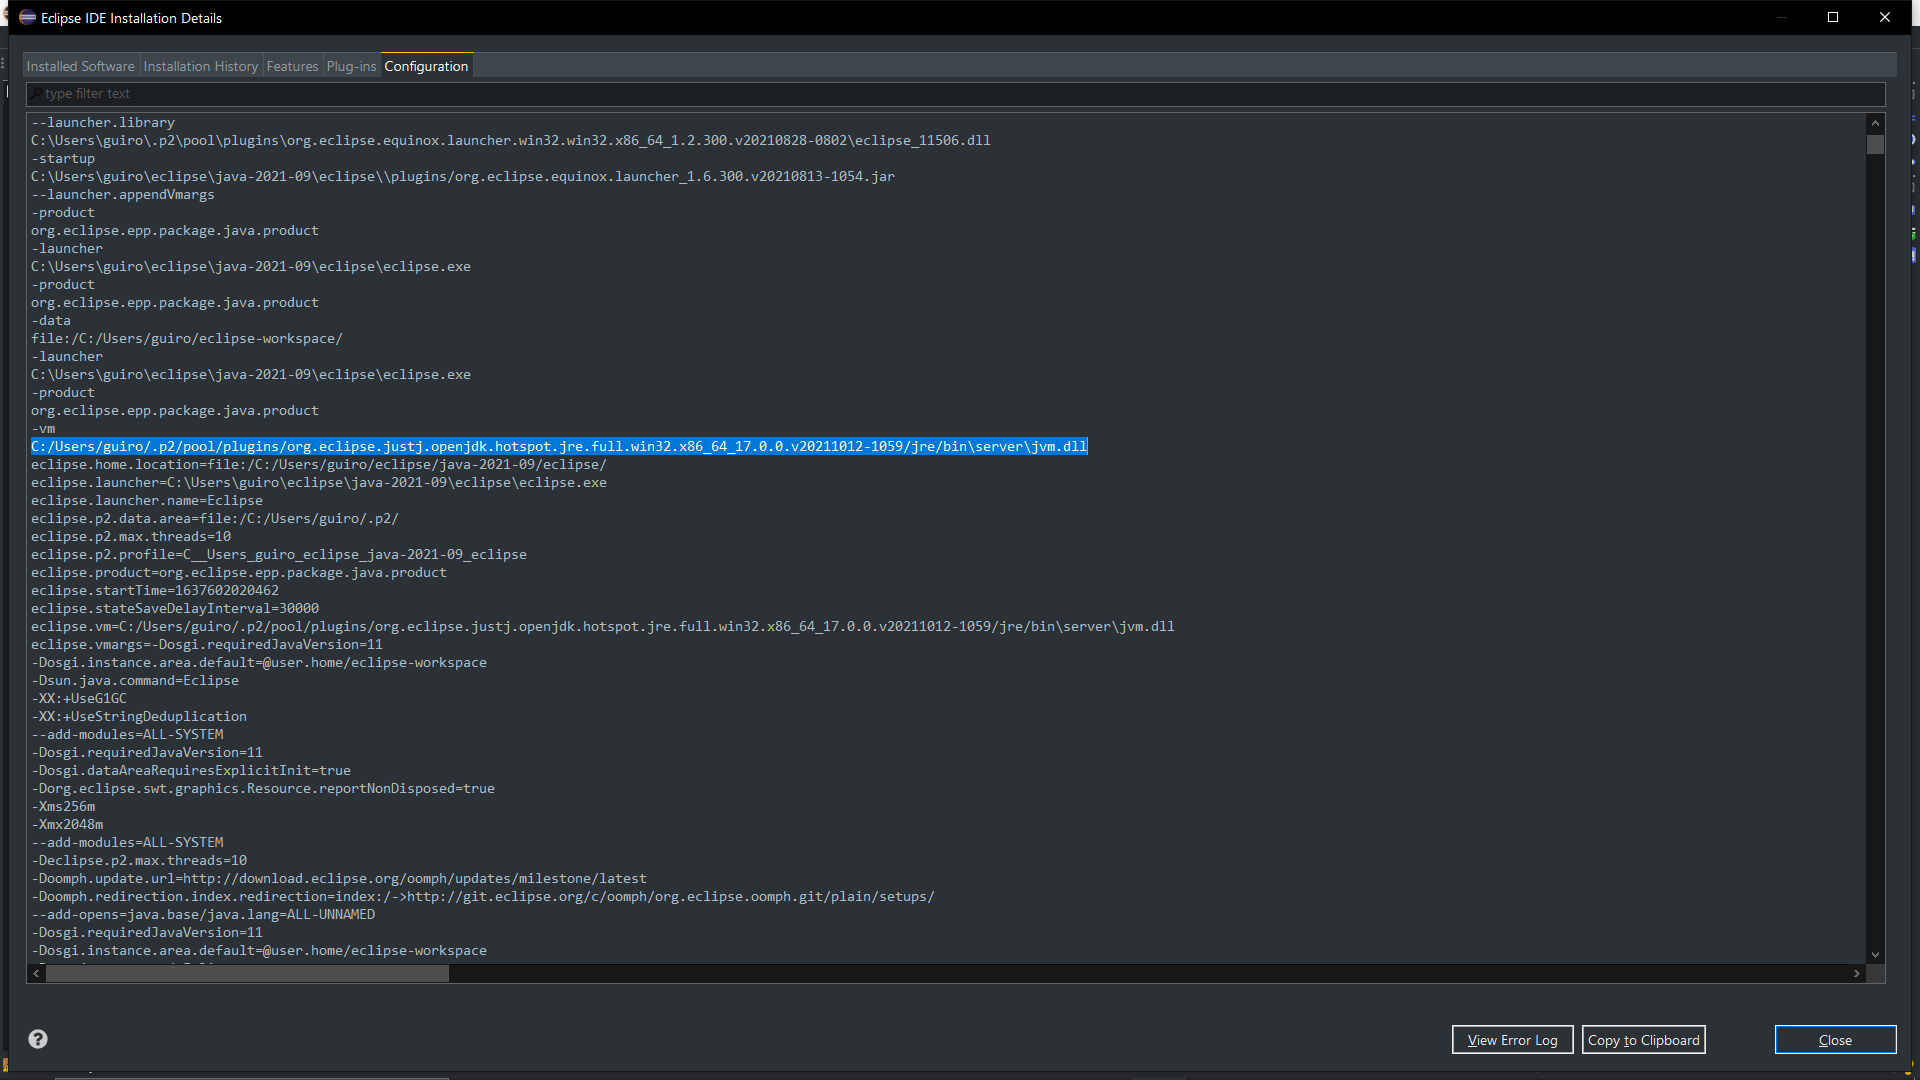 Eclipse IDE Installation Details
Installed Software Installation History Features Plug-ins Configuration
type filter text
--launcher.library
C:\Users\guiro\.p2\pool\plugins\org.eclipse.equinox.launcher.win32.win32.x86_64_1.2.300.v20210828-0802\eclipse_11506.dll
-startup
C:\Users\guiro\eclipse\java-2021-09\eclipse\\plugins/org.eclipse.equinox.launcher_1.6.300.v20210813-1054.jar
--launcher.appendVmargs
-product
org.eclipse.epp.package.java.product
-launcher
C:\Users\guiro\eclipse\java-2021-09\eclipse\eclipse.exe
-product
org.eclipse.epp.package.java.product
-data
file:/C:/Users/guiro/eclipse-workspace/
-launcher
C:\Users\guiro\eclipse\java-2021-09\eclipse\eclipse.exe
-product
org.eclipse.epp.package.java.product
-vm
C:/Users/guiro/.p2/pool/plugins/org.eclipse.justj.openjdk.hotspot.jre.full.win32.x86_64_17.0.0.v20211012-1059/jre/bin\server\jvm.dll
eclipse.home.location=file:/C:/Users/guiro/eclipse/java-2021-09/eclipse/
eclipse.launcher=C:\Users\guiro\eclipse\java-2021-09\eclipse\eclipse.exe
eclipse.launcher.name=Eclipse
eclipse.p2.data.area=file:/C:/Users/guiro/.p2/
eclipse.p2.max.threads=10
eclipse.p2.profile=C__Users_guiro_eclipse_java-2021-09_eclipse
eclipse.product=org.eclipse.epp.package.java.product
eclipse.startTime=1637602020462
eclipse.stateSaveDelayInterval=30000
eclipse.vm=C:/Users/guiro/.p2/pool/plugins/org.eclipse.justj.openjdk.hotspot.jre.full.win32.x86_64_17.0.0.v20211012-1059/jre/bin\server\jvm.dll
eclipse.vmargs=-Dosgi.requiredJavaVersion=11
-Dosgi.instance.area.default=@user.home/eclipse-workspace
-Dsun.java.command=Eclipse
-XX:+UseG1GC
-XX:+UseStringDeduplication
--add-modules=ALL-SYSTEM
-Dosgi.requiredJavaVersion=11
-Dosgi.dataAreaRequiresExplicitInit=true
-Dorg.eclipse.swt.graphics.Resource.reportNonDisposed=true
-Xms256m
-Xmx2048m
--add-modules=ALL-SYSTEM
-Declipse.p2.max.threads=10
-Doomph.update.url=http://download.eclipse.org/oomph/updates/milestone/latest
-Doomph.redirection.index.redirection=index:/->http://git.eclipse.org/c/oomph/org.eclipse.oomph.git/plain/setups/
--add-opens=java.base/java.lang=ALL-UNNAMED
-Dosgi.requiredJavaVersion=11
-Dosgi.instance.area.default=@user.home/eclipse-workspace
View Error Log Copy to Clipboard Close